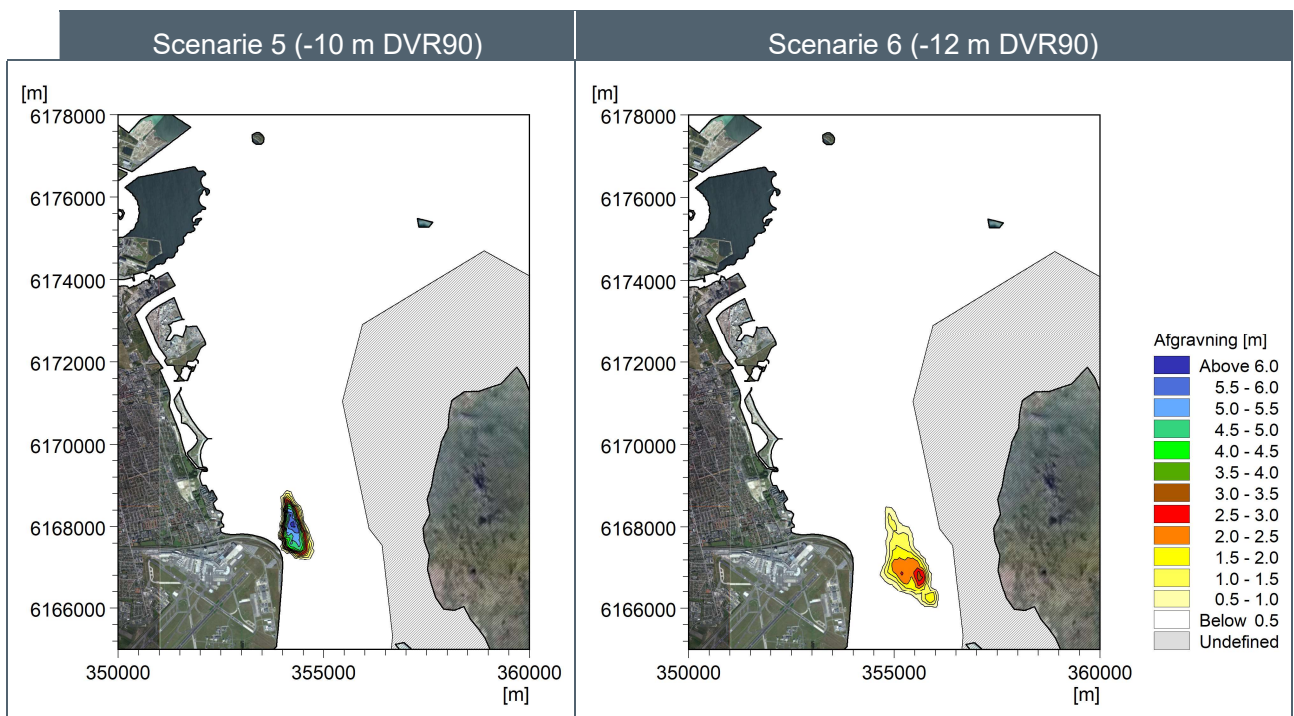 Scenarie 5 (-10 m DVR90)
Scenarie 6 (-12 m DVR90)
[m]
6178000
6176000
6174000
6172000
6170000
6168000
6166000
350000
355000
360000
[m]
[m]
6178000
6176000
6174000
6172000
6170000
6168000
6166000
350000
355000
360000
[m]
Afgravning [m]
Above 6.0
5.5 - 6.0
5.0 - 5.5
4.5 - 5.0
4.0 - 4.5
3.5 - 4.0
3.0 - 3.5
2.5 - 3.0
2.0 - 2.5
1.5 - 2.0
1.0 - 1.5
0.5 - 1.0
Below 0.5
Undefined